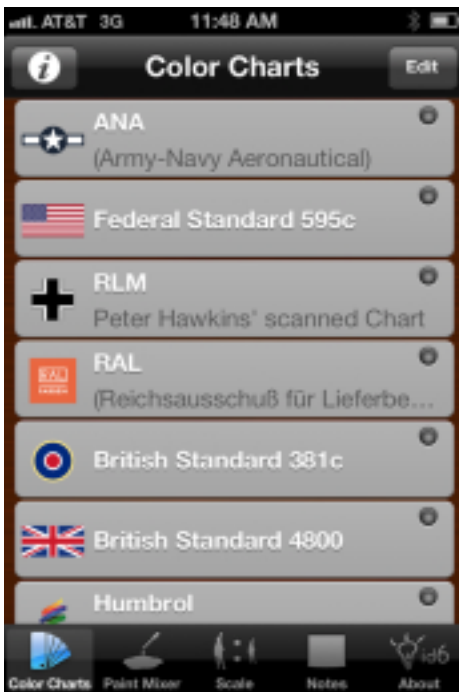 AT&T 3G 11:48 AM
i Color Charts Edit
ANA
(Army-Navy Aeronautical)
Federal Standard 595c
RLM
Peter Hawkins' scanned Chart
RAL
RAL
(Reichsausschuß für Lieferbe...
British Standard 381c
British Standard 4800
Humbrol
id6
Color Charts Paint Mixer Scale Notes About